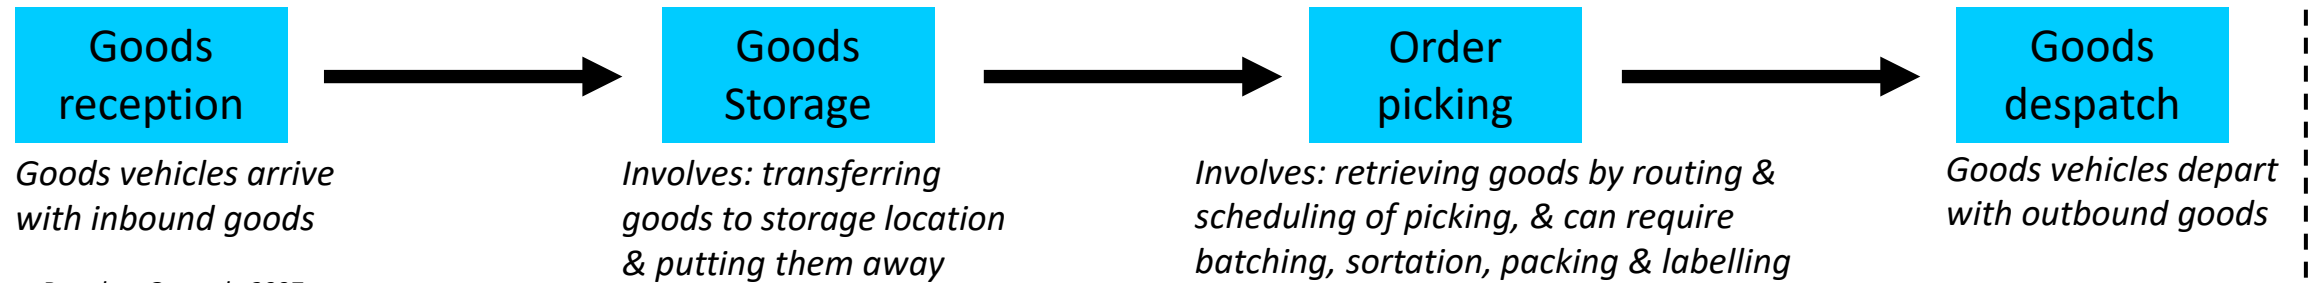 Goods
reception
Goods
Storage
Order
picking
Goods
despatch
Goods vehicles arrive
with inbound goods
Involves: transferring
goods to storage location
& putting them away
Involves: retrieving goods by routing &
scheduling of picking, & can require
batching, sortation, packing & labelling
Goods vehicles depart
with outbound goods